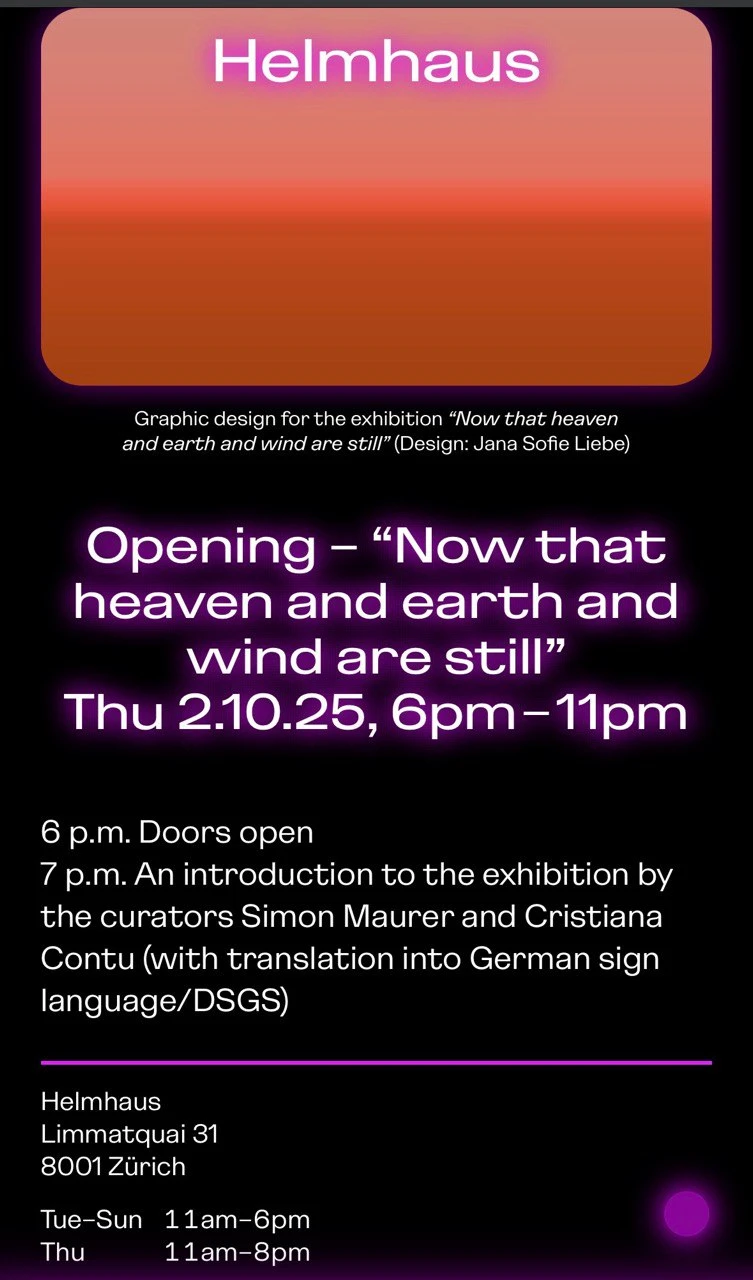 Helmhaus
Graphic design for the exhibition “Now that heaven
and earth and wind are still” (Design: Jana Sofie Liebe)
Opening – “Now that
heaven and earth and
wind are still”
Thu 2.10.25, 6pm–11pm
6 p.m. Doors open
7 p.m. An introduction to the exhibition by
the curators Simon Maurer and Cristiana
Contu (with translation into German sign
language/DSGS)
Helmhaus
Limmatquai 31
8001 Zürich
Tue–Sun 11am–6pm
Thu 11am–8pm